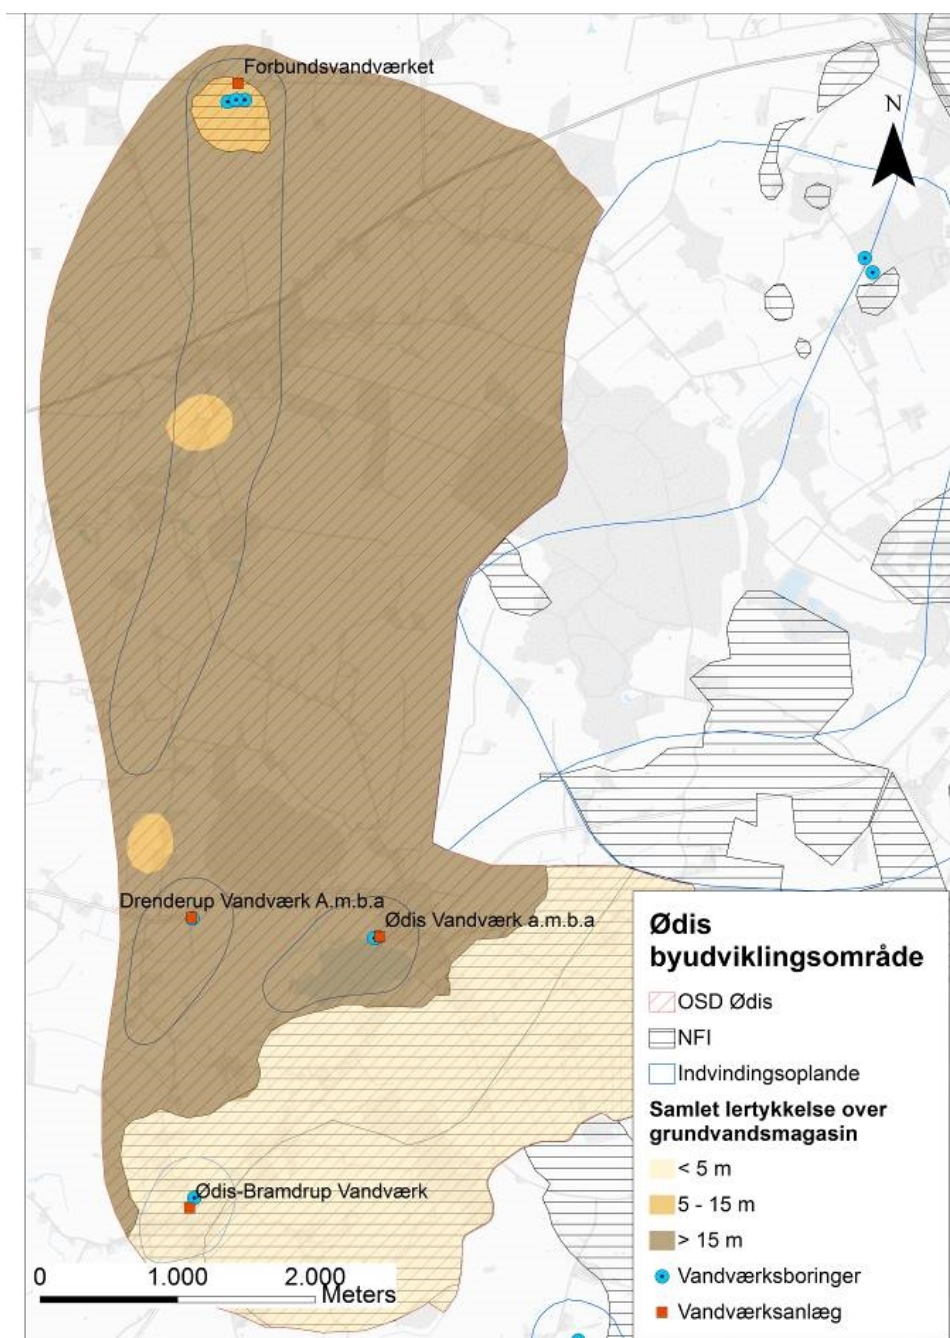 Forbundsvandværket
N
Drenderup Vandværk A.m.b.a
Ødis Vandværk a.m.b.a
Ødis-Bramdrup Vandværk
0 1.000 2.000
Meters
Ødis
byudviklingsområde
OSD Ødis
NFI
Indvindingsoplande
Samlet lertykkelse over
grundvandsmagasin
< 5 m
5 - 15 m
> 15 m
Vandværksboringer
Vandværksanlæg